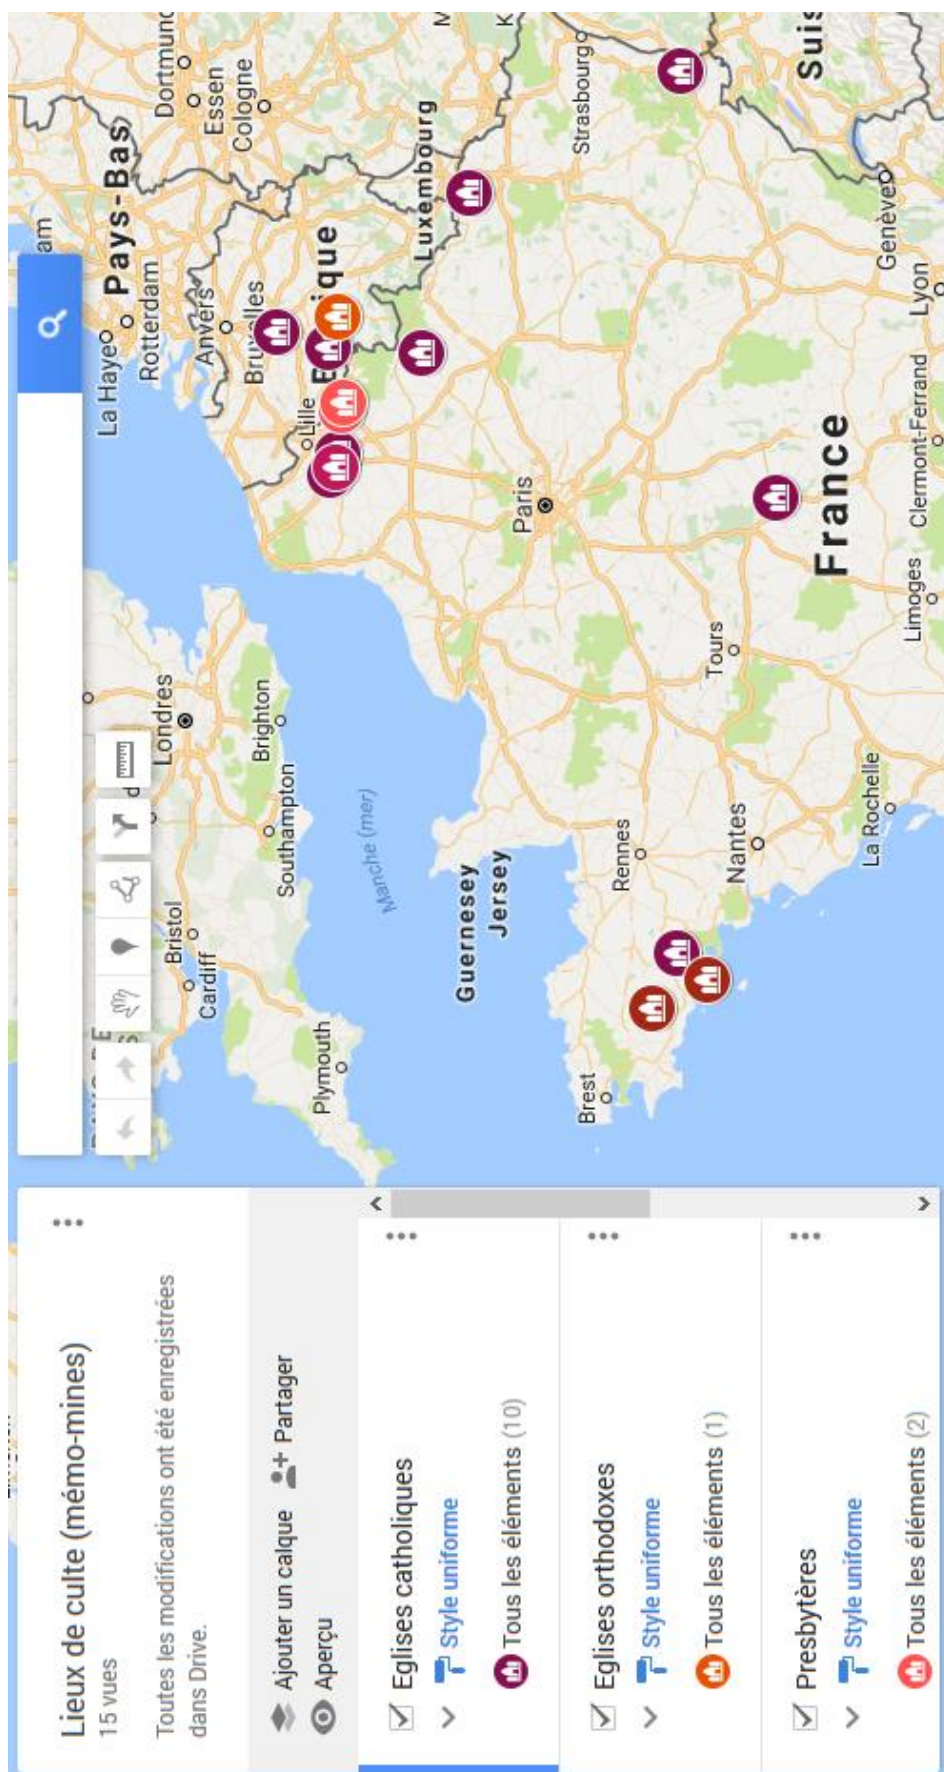 Lieux de culte (mémo-mines)
15 vues
Toutes les modifications ont été enregistrées
dans Drive.
Ajouter un calque
Partager
Aperçu
Eglises catholiques
Style uniforme
Tous les éléments (10)
Eglises orthodoxes
Style uniforme
Tous les éléments (1)
Presbytères
Style uniforme
Tous les éléments (2)
am
La Haye
Pays-Bas
Rotterdam
Dortmund
Essen
Cologne
Anvers
Bruxelles
Lille
Luxembourg
Bristol
Cardiff
Londres
Brighton
Southampton
Plymouth
Manche (mer)
Guernesey
Jersey
Paris
Strasbourg
Brest
Rennes
Nantes
Tours
La Rochelle
France
Suis
Genève
Limoges
Clermont-Ferrand
Lyon